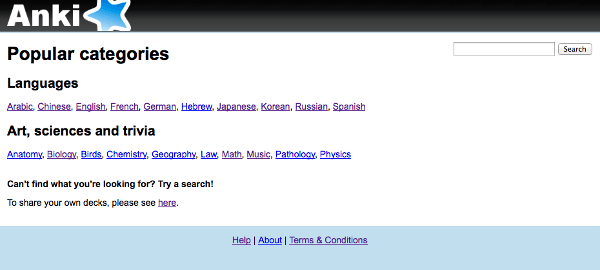 Anki
Popular categories
Search
Languages
Arabic, Chinese, English, French, German, Hebrew, Japanese, Korean, Russian, Spanish
Art, sciences and trivia
Anatomy, Biology, Birds, Chemistry, Geography, Law, Math, Music, Pathology, Physics
Can't find what you're looking for? Try a search!
To share your own decks, please see here.
Help | About | Terms & Conditions